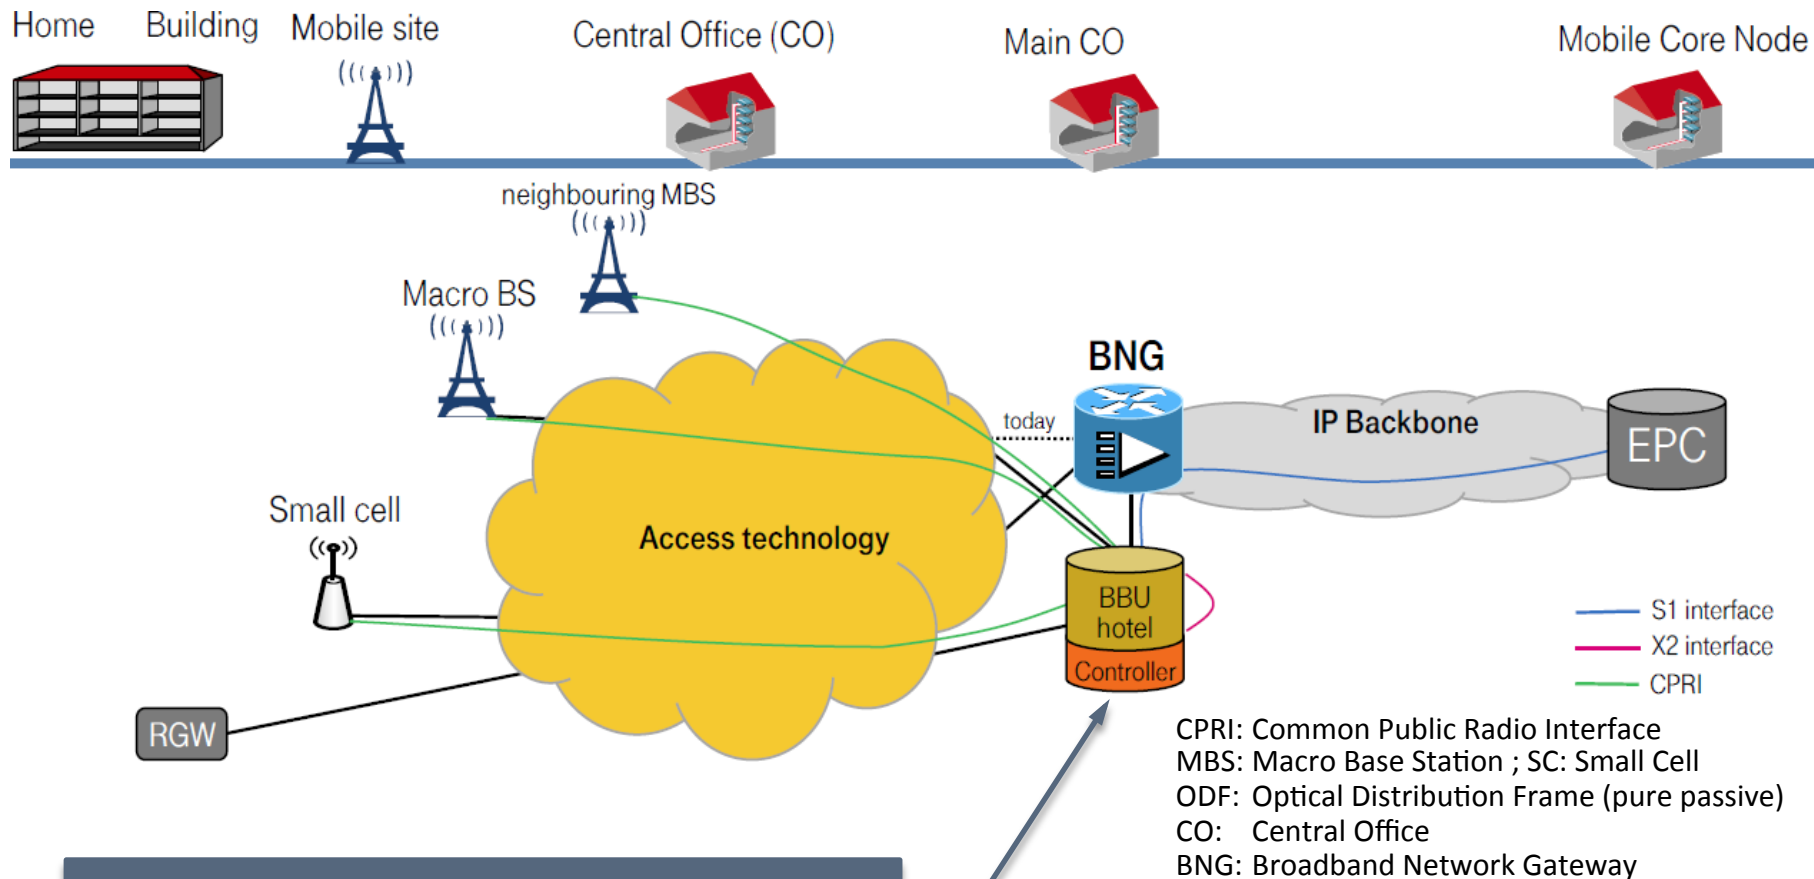 Home
Building
Mobile site
Central Office (CO)
Main CO
Mobile Core Node
neighbouring MBS
Macro BS
BNG
today
IP Backbone
EPC
Small cell
Access technology
BBU
hotel
Controller
RGW
S1 interface
X2 interface
CPRI
CPRI: Common Public Radio Interface
MBS: Macro Base Station ; SC: Small Cell
ODF: Optical Distribution Frame (pure passive)
CO: Central Office
BNG: Broadband Network Gateway